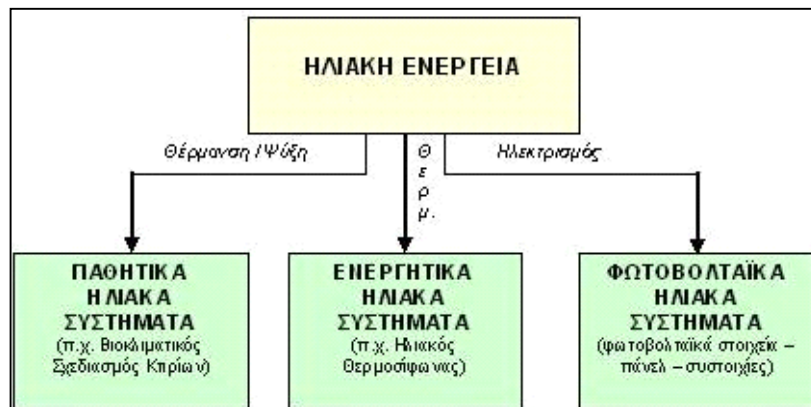 ΗΛΙΑΚΗ ΕΝΕΡΓΕΙΑ
Θέρμανση / Ψύξη
Θερμ.
Ηλεκτρισμός
ΠΑΘΗΤΙΚΑ
ΗΛΙΑΚΑ
ΣΥΣΤΗΜΑΤΑ
(π.χ. Βιοκλιματικός
Σχεδιασμός Κτιρίων)
ΕΝΕΡΓΗΤΙΚΑ
ΗΛΙΑΚΑ
ΣΥΣΤΗΜΑΤΑ
(π.χ. Ηλιακός
Θερμοσίφωνας)
ΦΩΤΟΒΟΛΤΑΪΚΑ
ΗΛΙΑΚΑ
ΣΥΣΤΗΜΑΤΑ
(φωτοβολταϊκά στοιχεία –
πάνελ – συστοιχίες)